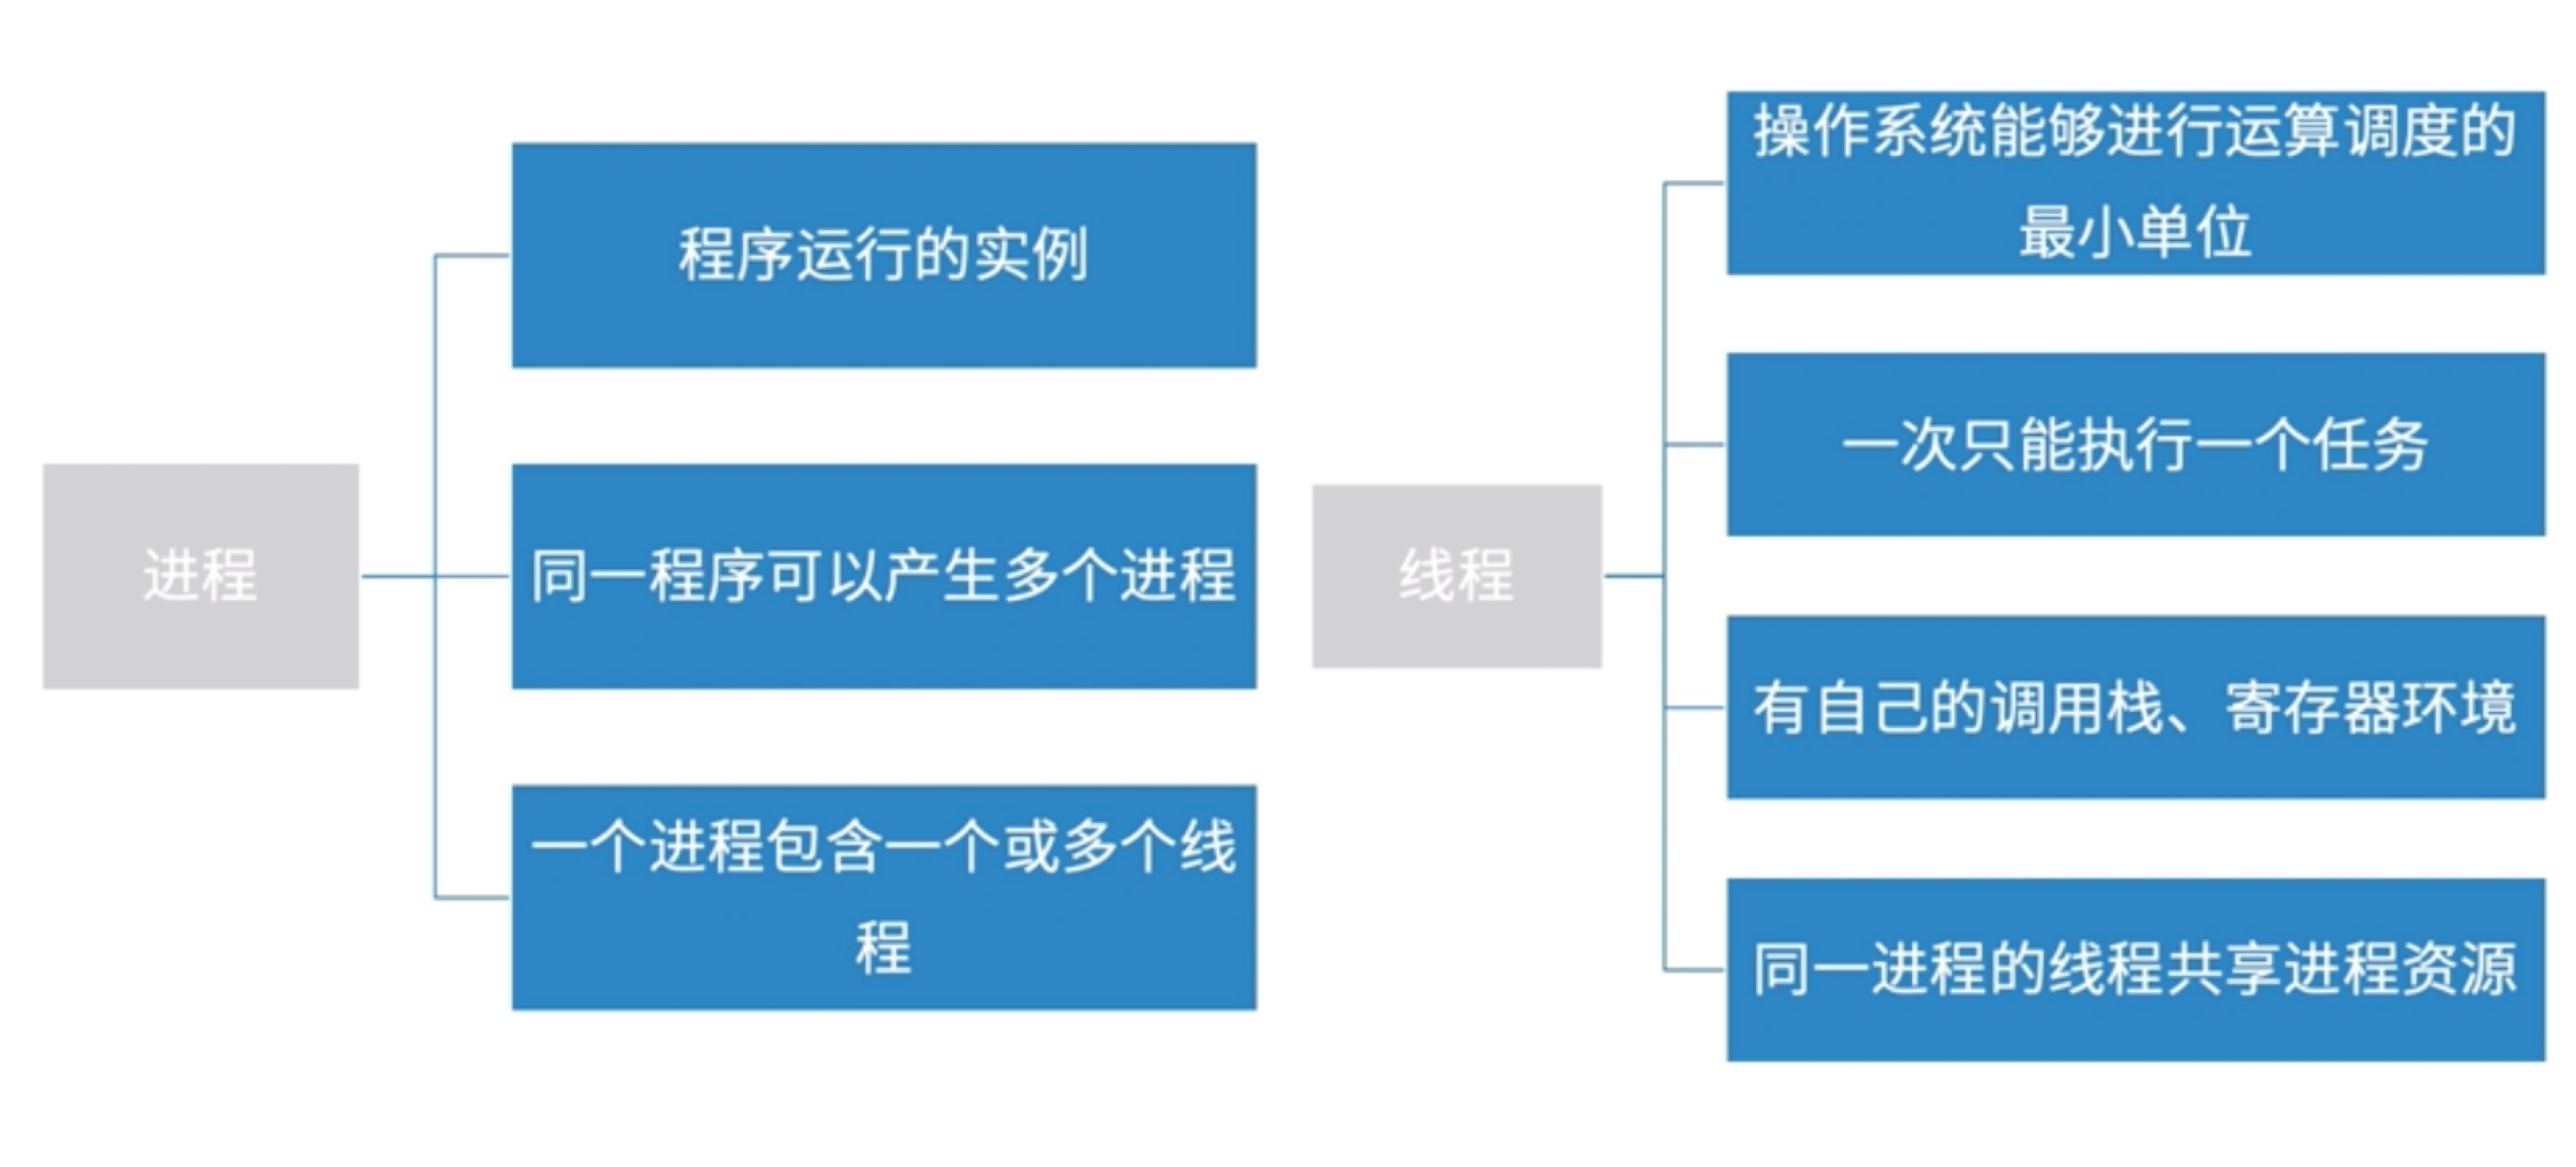 进程
程序运行的实例
同一程序可以产生多个进程
一个进程包含一个或多个线
程
线程
操作系统能够进行运算调度的
最小单位
一次只能执行一个任务
有自己的调用栈、寄存器环境
同一进程的线程共享进程资源